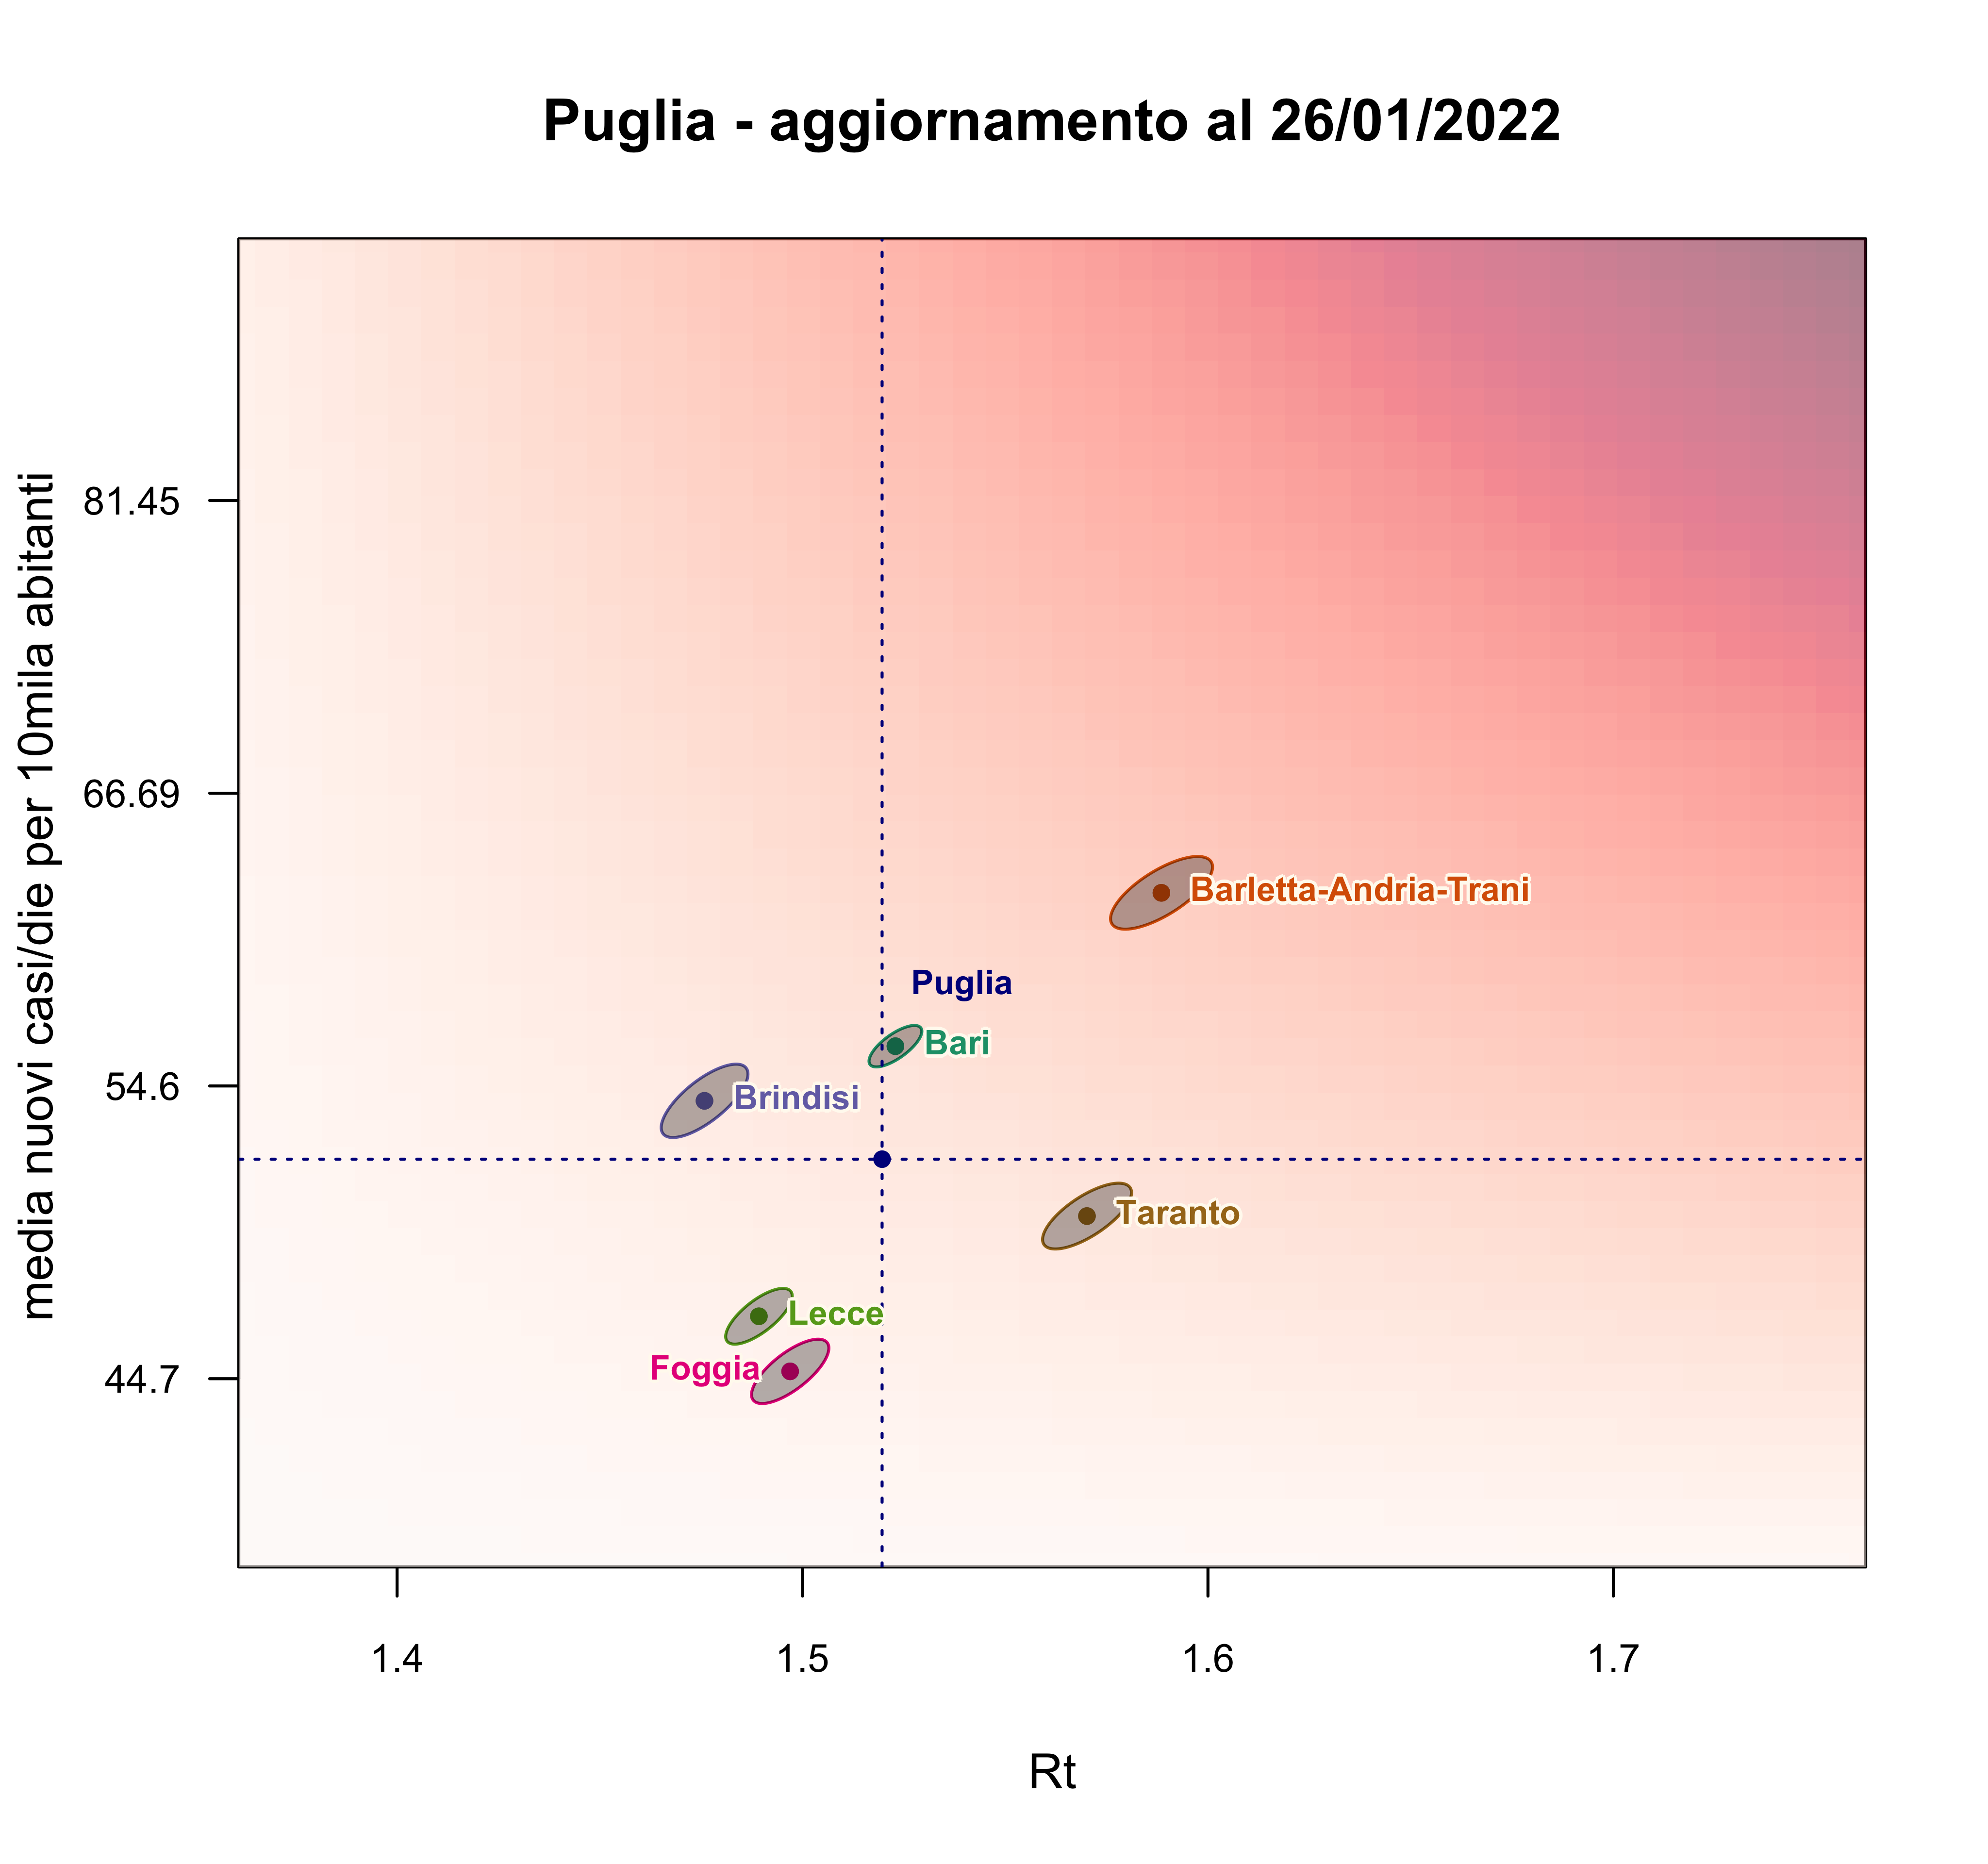 Puglia - aggiornamento al 26/01/2022
media nuovi casi/die per 10mila abitanti
81.45
66.69
54.6
44.7
Barletta-Andria-Trani
Puglia
Bari
Brindisi
Taranto
Lecce
Foggia
1.4 1.5 1.6 1.7
Rt